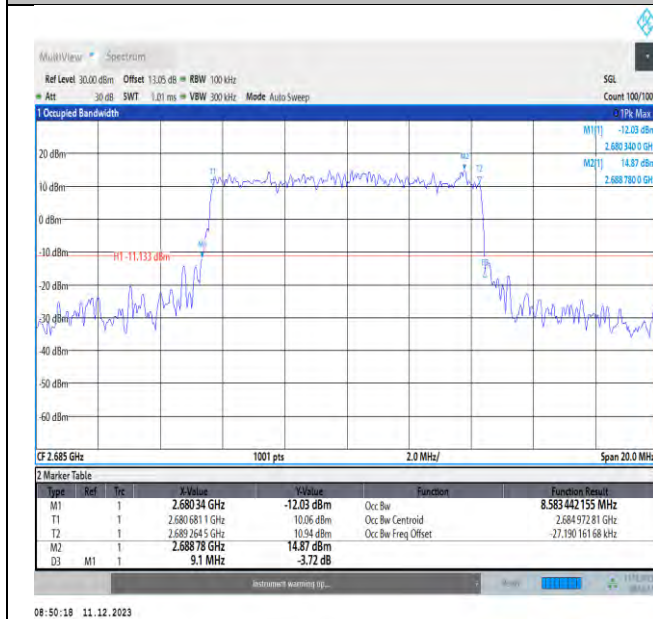 MultiView Spectrum
Ref Level 30.00 dBm Offset 13.05 dB RBW 100 kHz SGL
Att 30 dB SWT 1.01 ms VBW 300 kHz Mode Auto Sweep Count 100/100
1 Occupied Bandwidth 1Pk Max
M1[1] -12.03 dBm
2.680 340 0 GH
M2[1] 14.87 dBm
2.688 780 0 GH
20 dBm
M2
T1 T2
10 dBm
0 dBm
M1
-10 dBm H1 -11.133 dBm
-20 dBm
-30 dBm
-40 dBm
-50 dBm
-60 dBm
CF 2.685 GHz 1001 pts 2.0 MHz/ Span 20.0 MHz
2 Marker Table
Type Ref Trc X-Value Y-Value Function Function Result
M1 1 2.680 34 GHz -12.03 dBm Occ Bw 8.583 442 155 MHz
T1 1 2.680 681 1 GHz 10.06 dBm Occ Bw Centroid 2.684 972 81 GHz
T2 1 2.689 264 5 GHz 10.94 dBm Occ Bw Freq Offset -27.190 161 68 kHz
M2 1 2.688 78 GHz 14.87 dBm
D3 M1 1 9.1 MHz -3.72 dB
Instrument warming up...
08:50:18 11.12.2023